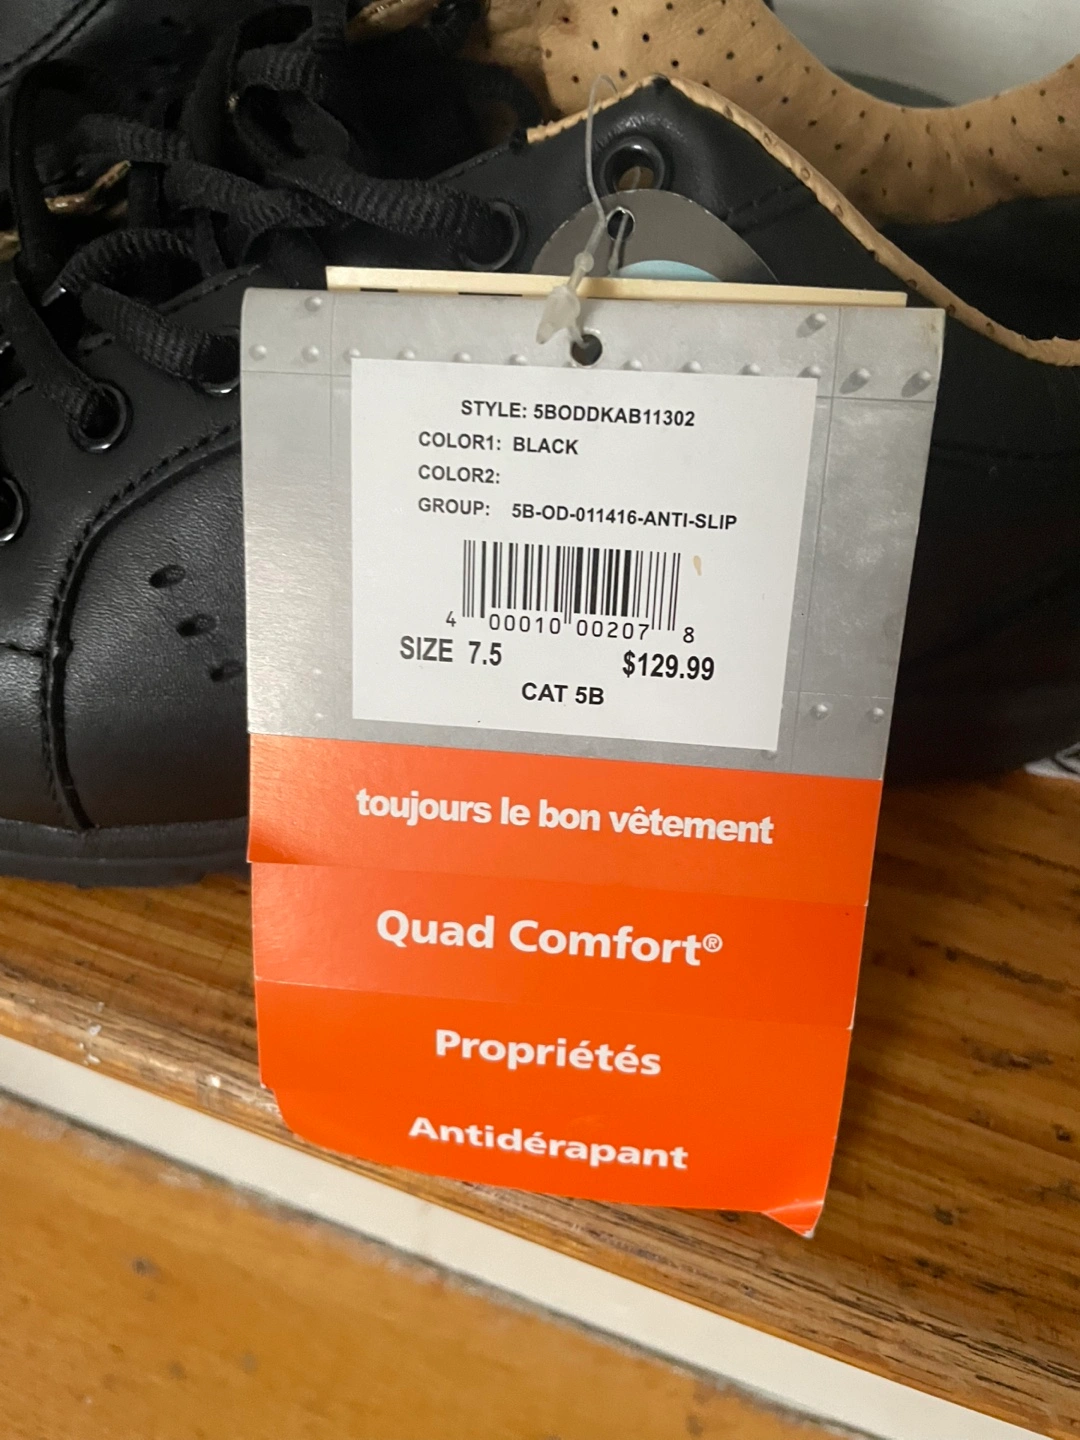 STYLE: 5BODDKAB11302
COLOR1: BLACK
COLOR2:
GROUP: 5B-OD-011416-ANTI-SLIP
4 00010 00207 8
SIZE 7.5 $129.99
CAT 5B
toujours le bon vêtement
Quad Comfort®
Propriétés
Antidérapant